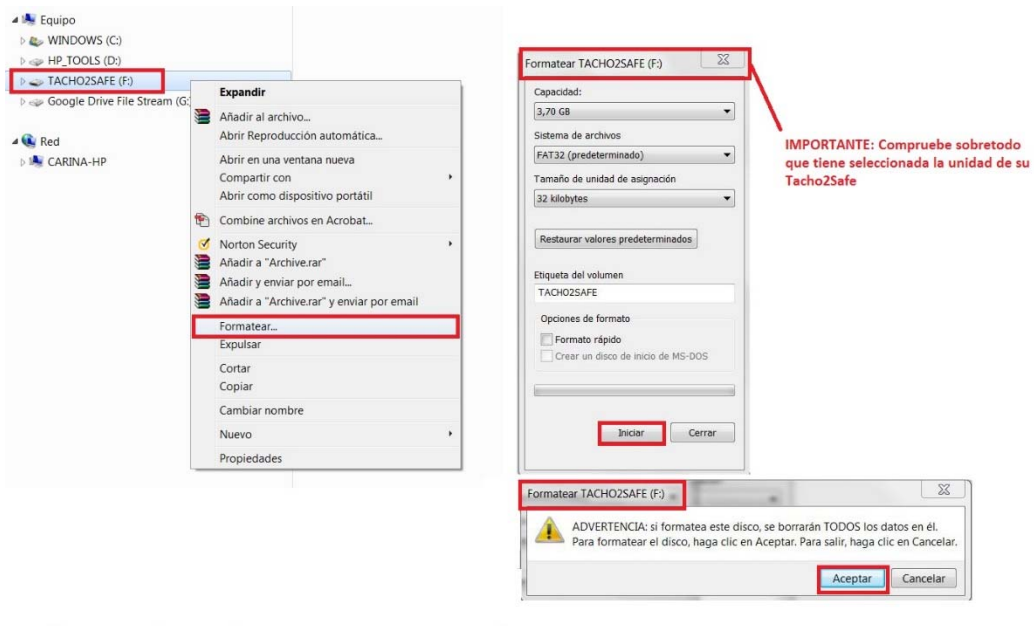 Equipo
WINDOWS (C:)
HP_TOOLS (D:)
TACHO2SAFE (F:)
Google Drive File Stream (G:
Red
CARINA-HP
Expandir
Añadir al archivo...
Abrir Reproducción automática...
Abrir en una ventana nueva
Compartir con
Abrir como dispositivo portátil
Combine archivos en Acrobat...
Norton Security
Añadir a "Archive.rar"
Añadir y enviar por email...
Añadir a "Archive.rar" y enviar por email
Formatear...
Expulsar
Cortar
Copiar
Cambiar nombre
Nuevo
Propiedades
Formatear TACHO2SAFE (F:)
Capacidad:
3,70 GB
Sistema de archivos
FAT32 (predeterminado)
Tamaño de unidad de asignación
32 kilobytes
Restaurar valores predeterminados
Etiqueta del volumen
TACHO2SAFE
Opciones de formato
Formato rápido
Crear un disco de inicio de MS-DOS
Iniciar
Cerrar
IMPORTANTE: Compruebe sobretodo
que tiene seleccionada la unidad de su
Tacho2Safe
Formatear TACHO2SAFE (F:)
ADVERTENCIA: si formatea este disco, se borrarán TODOS los datos en él.
Para formatear el disco, haga clic en Aceptar. Para salir, haga clic en Cancelar.
Aceptar
Cancelar